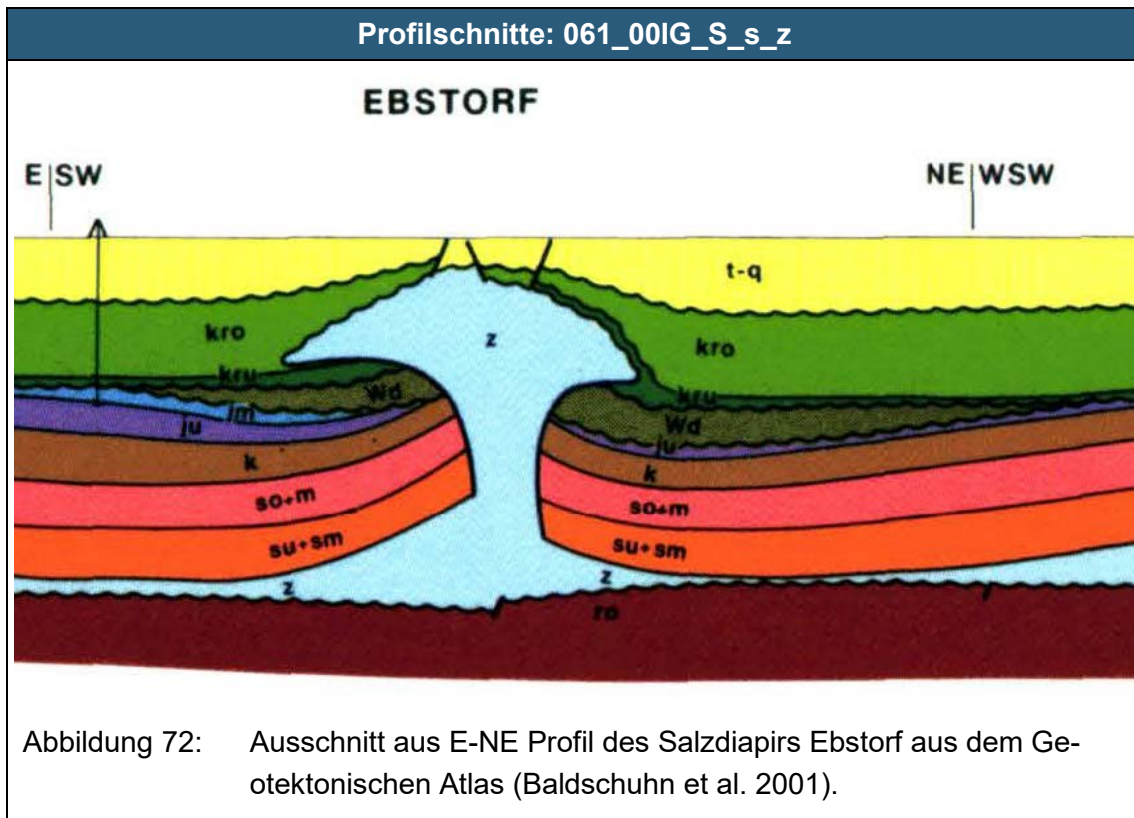 Profilschnitte: 061_00IG_S_s_z
EBSTORF
E SW
NE WSW
t-q
kro
z
kro
kru
kru
Wd
jm
Wd
ju
ju
k
k
so+m
so+m
su+sm
su+sm
z
z
ro
Abbildung 72: Ausschnitt aus E-NE Profil des Salzdiapirs Ebstorf aus dem Ge-
otektonischen Atlas (Baldschuhn et al. 2001).